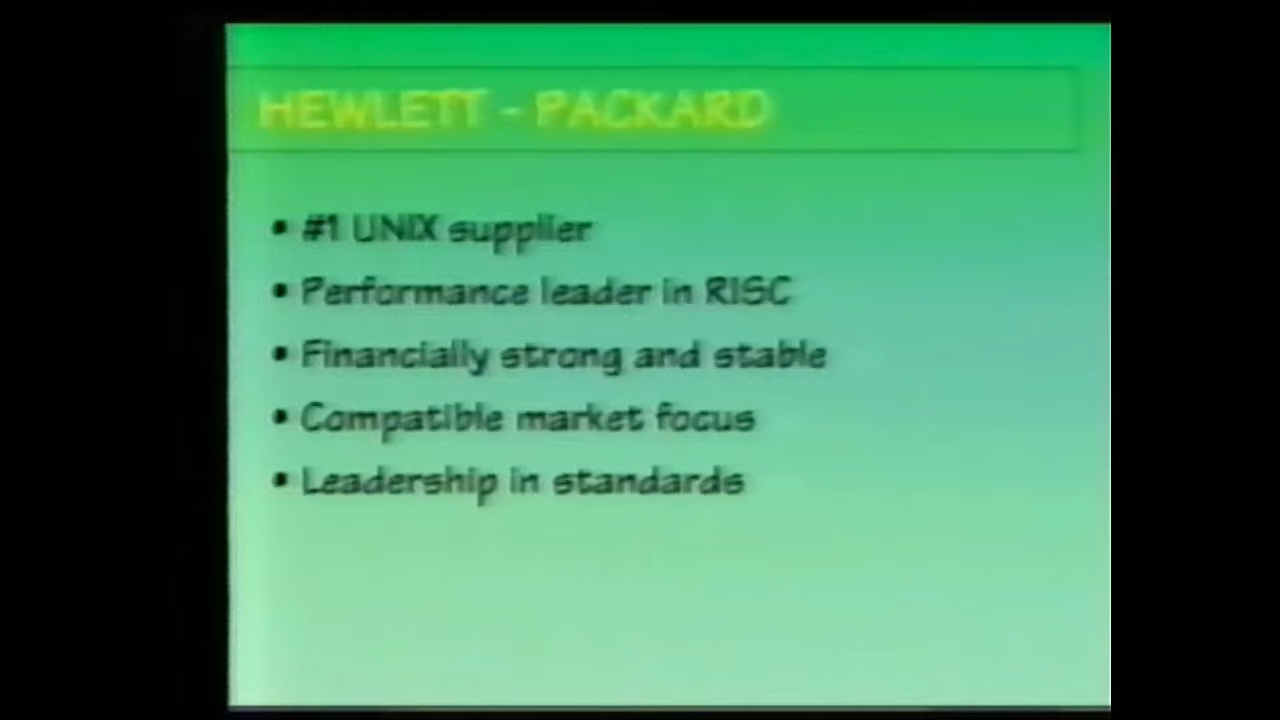 HEWLETT - PACKARD
• #1 UNIX supplier
• Performance leader in RISC
• Financially strong and stable
• Compatible market focus
• Leadership in standards